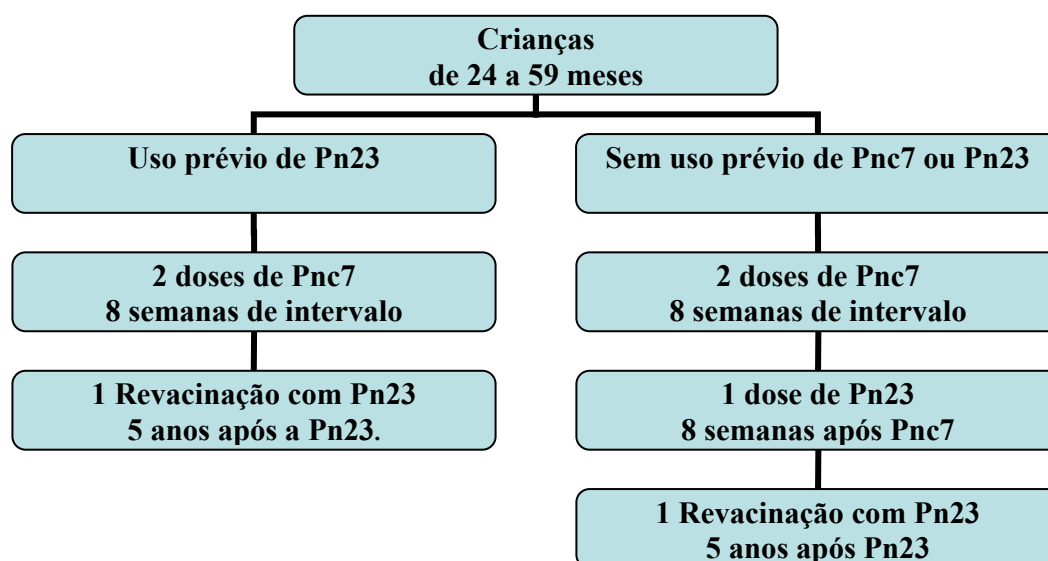 Crianças
de 24 a 59 meses
Uso prévio de Pn23
Sem uso prévio de Pnc7 ou Pn23
2 doses de Pnc7
8 semanas de intervalo
2 doses de Pnc7
8 semanas de intervalo
1 Revacinação com Pn23
5 anos após a Pn23.
1 dose de Pn23
8 semanas após Pnc7
1 Revacinação com Pn23
5 anos após Pn23